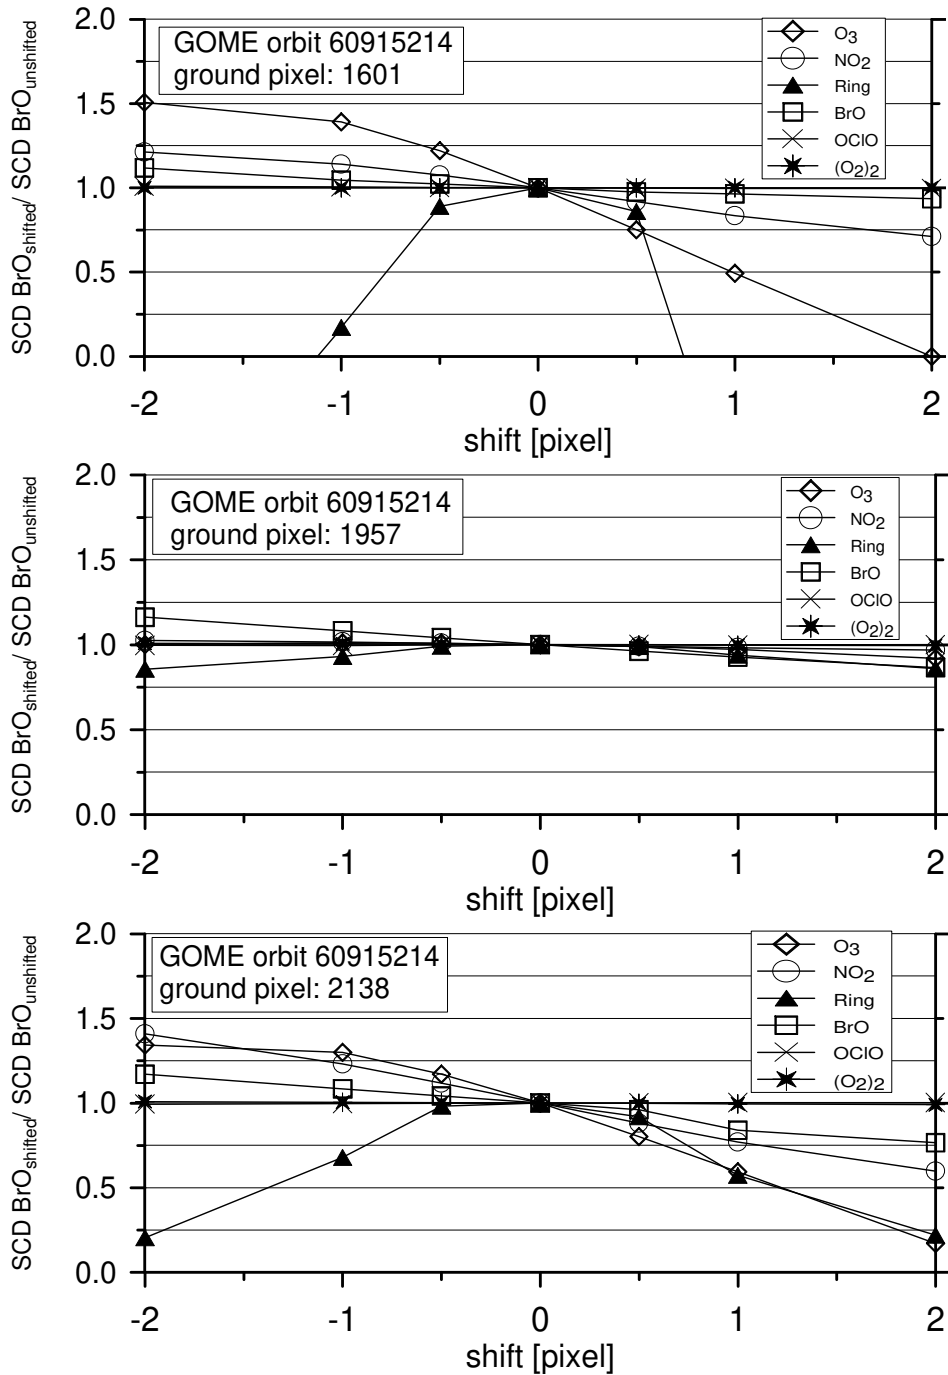 GOME orbit 60915214
ground pixel: 1601
O3
NO2
Ring
BrO
OClO
(O2)2
SCD BrOshifted/ SCD BrOunshifted
2.0
1.5
1.0
0.5
0.0
-2 -1 0 1 2
shift [pixel]
GOME orbit 60915214
ground pixel: 1957
O3
NO2
Ring
BrO
OClO
(O2)2
SCD BrOshifted/ SCD BrOunshifted
2.0
1.5
1.0
0.5
0.0
-2 -1 0 1 2
shift [pixel]
GOME orbit 60915214
ground pixel: 2138
O3
NO2
Ring
BrO
OClO
(O2)2
SCD BrOshifted/ SCD BrOunshifted
2.0
1.5
1.0
0.5
0.0
-2 -1 0 1 2
shift [pixel]